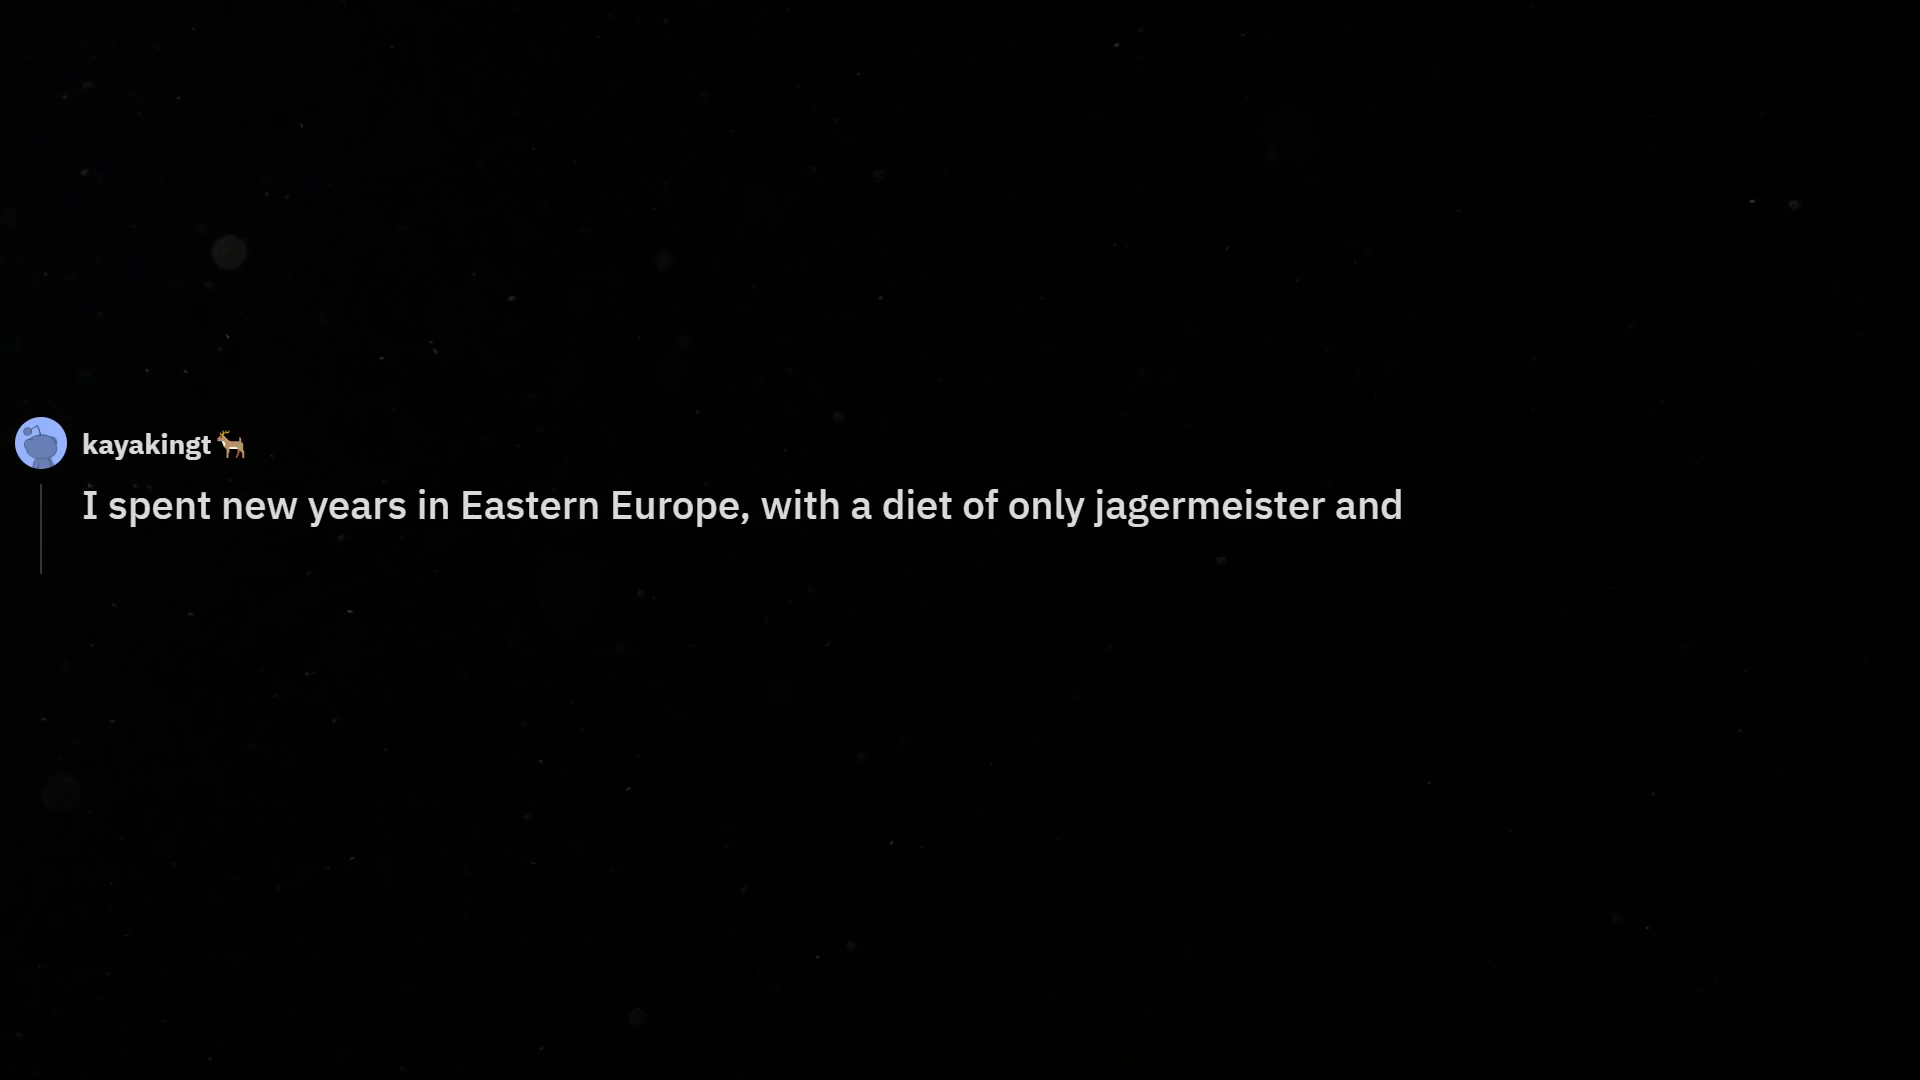 kayakingt 🦌
I spent new years in Eastern Europe, with a diet of only jagermeister and